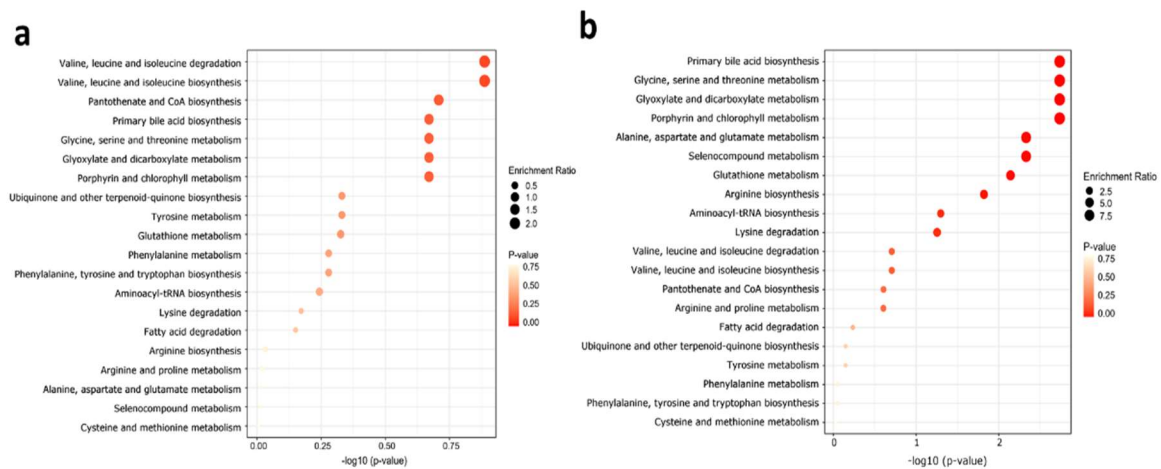 a
Valine, leucine and isoleucine degradation
Valine, leucine and isoleucine biosynthesis
Pantothenate and CoA biosynthesis
Primary bile acid biosynthesis
Glycine, serine and threonine metabolism
Glyoxylate and dicarboxylate metabolism
Porphyrin and chlorophyll metabolism
Ubiquinone and other terpenoid-quinone biosynthesis
Tyrosine metabolism
Glutathione metabolism
Phenylalanine metabolism
Phenylalanine, tyrosine and tryptophan biosynthesis
Aminoacyl-tRNA biosynthesis
Lysine degradation
Fatty acid degradation
Arginine biosynthesis
Arginine and proline metabolism
Alanine, aspartate and glutamate metabolism
Selenocompound metabolism
Cysteine and methionine metabolism
0.00 0.25 0.50 0.75
-log10 (p-value)
Enrichment Ratio
0.5
1.0
1.5
2.0
P-value
0.75
0.50
0.25
0.00
b
Primary bile acid biosynthesis
Glycine, serine and threonine metabolism
Glyoxylate and dicarboxylate metabolism
Porphyrin and chlorophyll metabolism
Alanine, aspartate and glutamate metabolism
Selenocompound metabolism
Glutathione metabolism
Arginine biosynthesis
Aminoacyl-tRNA biosynthesis
Lysine degradation
Valine, leucine and isoleucine degradation
Valine, leucine and isoleucine biosynthesis
Pantothenate and CoA biosynthesis
Arginine and proline metabolism
Fatty acid degradation
Ubiquinone and other terpenoid-quinone biosynthesis
Tyrosine metabolism
Phenylalanine metabolism
Phenylalanine, tyrosine and tryptophan biosynthesis
Cysteine and methionine metabolism
0 1 2
-log10 (p-value)
Enrichment Ratio
2.5
5.0
7.5
P-value
0.75
0.50
0.25
0.00